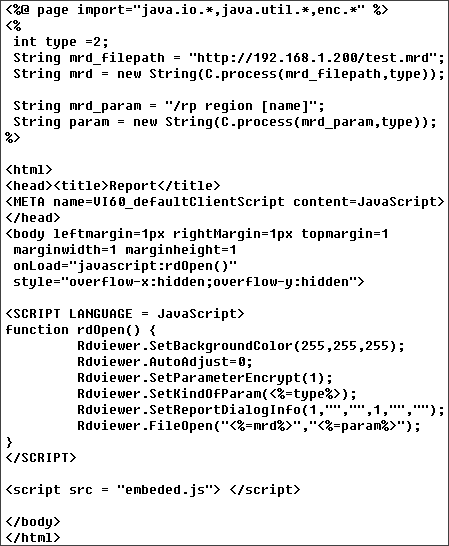 <%@ page import="java.io.*,java.util.*,enc.*" %>
<%
 int type =2;
 String mrd_filepath = "http://192.168.1.200/test.mrd";
 String mrd = new String(C.process(mrd_filepath,type));

 String mrd_param = "/rp region [name]";
 String param = new String(C.process(mrd_param,type));
%>

<html>
<head><title>Report</title>
<META name=VI60_defaultClientScript content=JavaScript>
</head>
<body leftmargin=1px rightMargin=1px topmargin=1
 marginwidth=1 marginheight=1
 onLoad="javascript:rdOpen()"
 style="overflow-x:hidden;overflow-y:hidden">

<SCRIPT LANGUAGE = JavaScript>
function rdOpen() {
        Rdviewer.SetBackgroundColor(255,255,255);
        Rdviewer.AutoAdjust=0;
        Rdviewer.SetParameterEncrypt(1);
        Rdviewer.SetKindOfParam(<%=type%>);
        Rdviewer.SetReportDialogInfo(1,"","",1,"","");
        Rdviewer.FileOpen("<%=mrd%>","<%=param%>");
}
</SCRIPT>

<script src = "embeded.js"> </script>

</body>
</html>